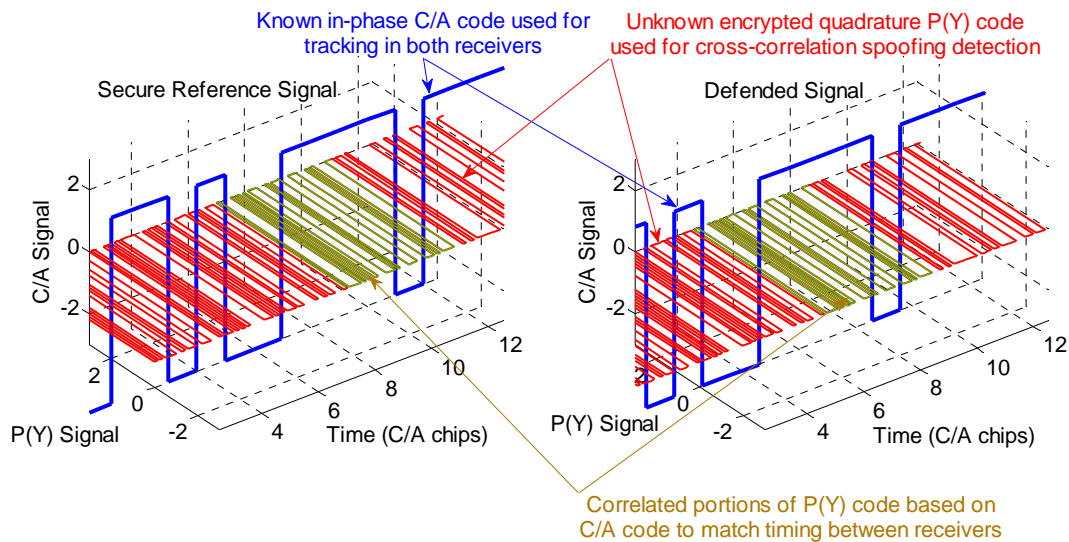 Known in-phase C/A code used for
tracking in both receivers
Unknown encrypted quadrature P(Y) code
used for cross-correlation spoofing detection
Secure Reference Signal
Defended Signal
C/A Signal
2
0
-2
2
0
-2
P(Y) Signal
4
6
8
10
12
Time (C/A chips)
C/A Signal
2
0
-2
2
0
-2
P(Y) Signal
4
6
8
10
12
Time (C/A chips)
Correlated portions of P(Y) code based on
C/A code to match timing between receivers